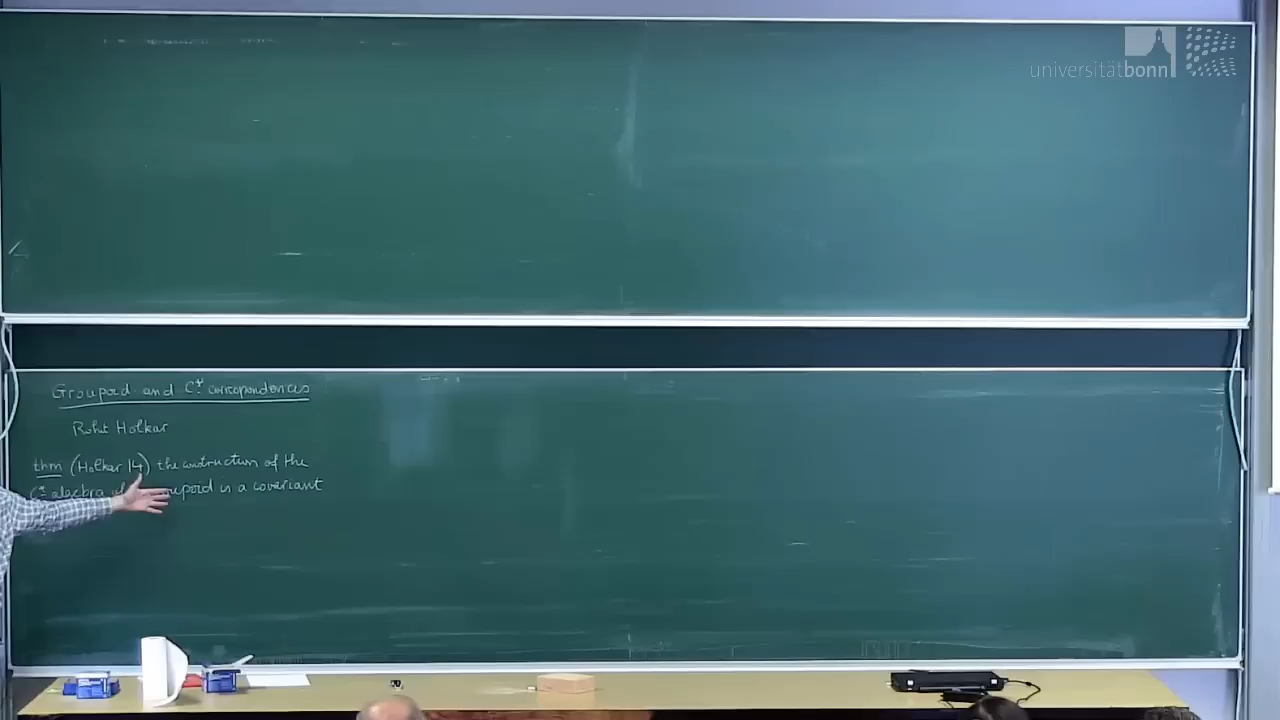 universitätbonn
Groupoid and C* correspondences
Rohit Holkar
thm (Holkar 14) the construction of the
C* algebra of a groupoid is a covariant